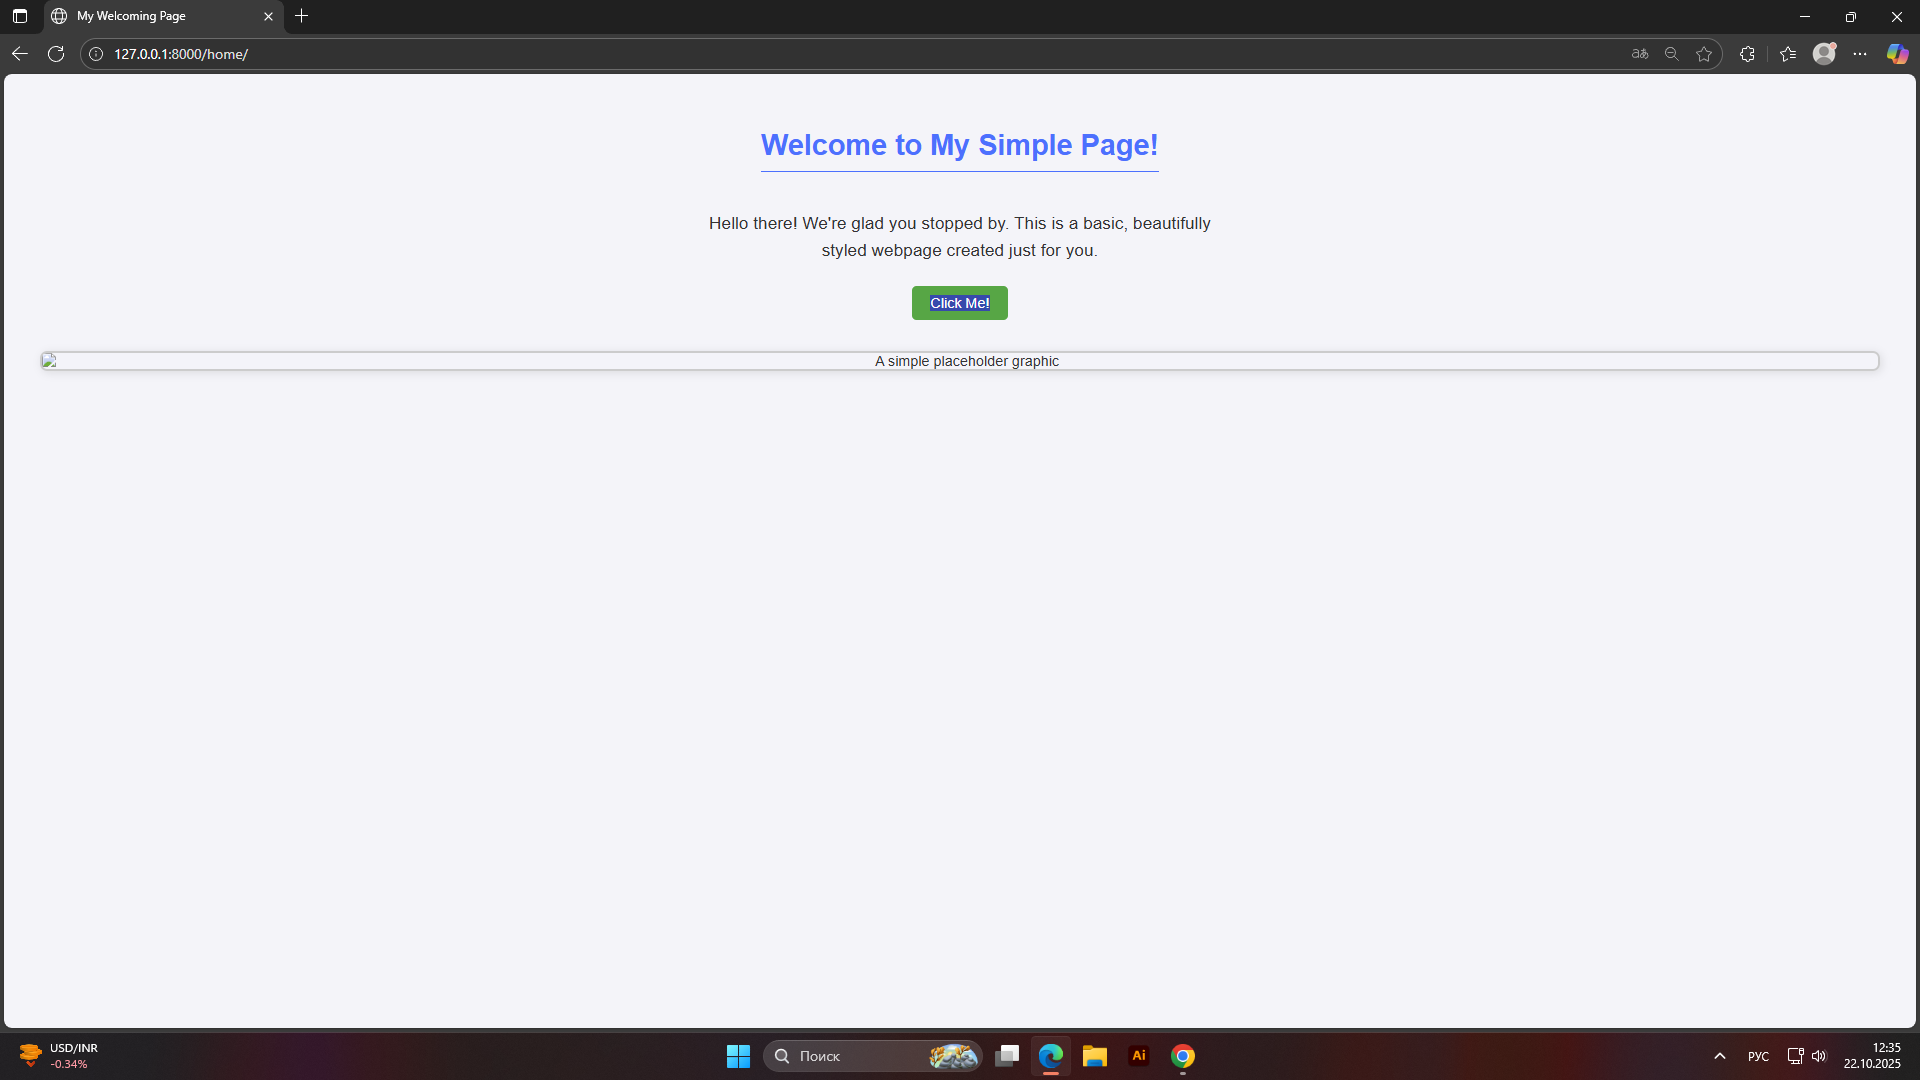 My Welcoming Page
127.0.0.1:8000/home/
aあ
Welcome to My Simple Page!
Hello there! We're glad you stopped by. This is a basic, beautifully
styled webpage created just for you.
Click Me!
A simple placeholder graphic
USD/INR
-0.34%
Поиск
Ai
РУС
12:35
22.10.2025